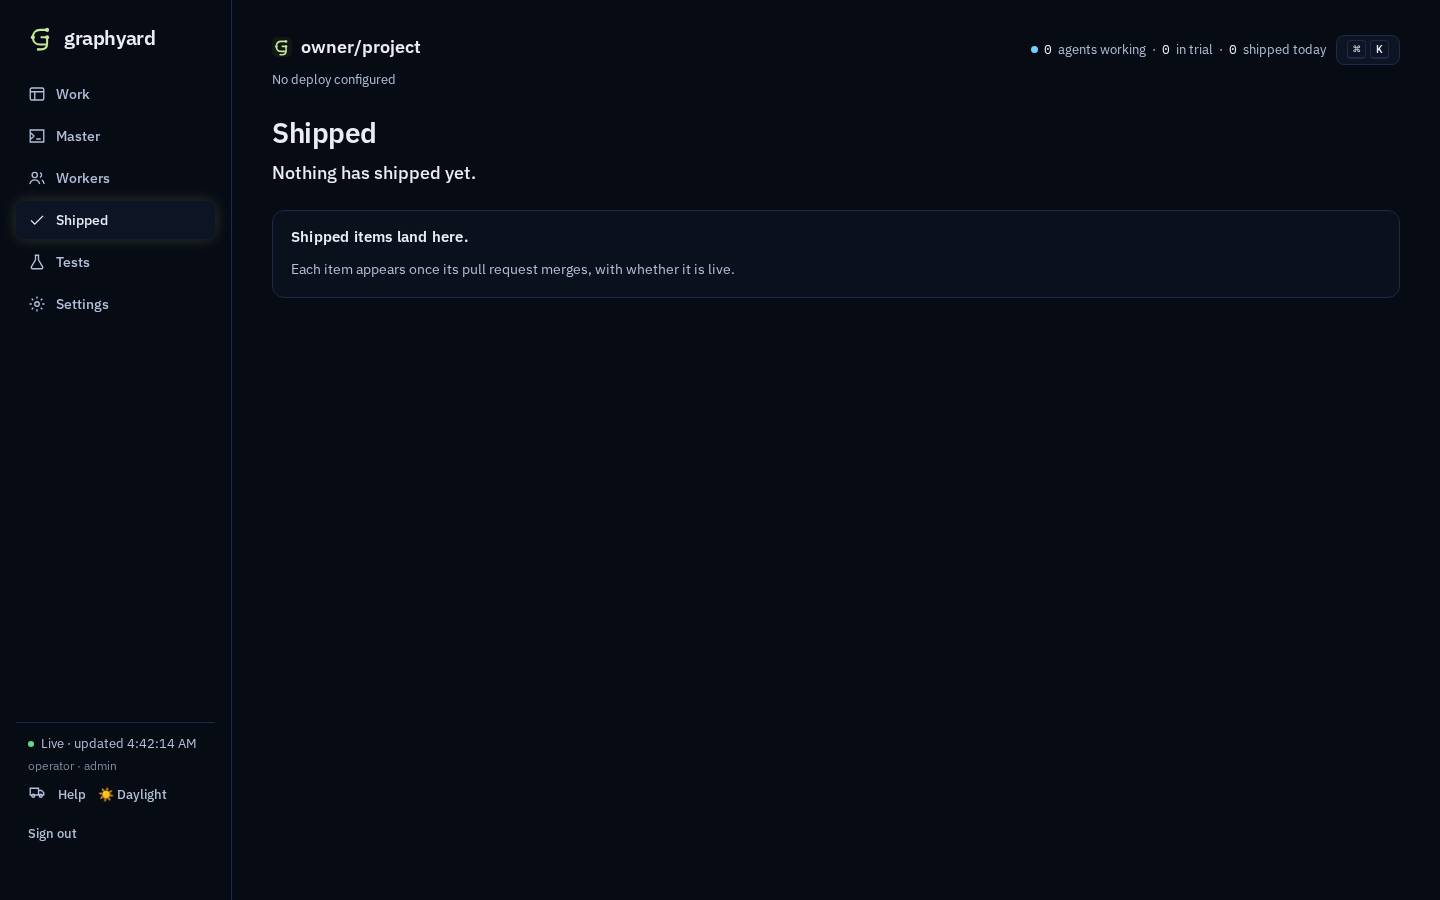 graphyard
Work
Master
Workers
Shipped
Tests
Settings
Live · updated 4:42:14 AM
operator · admin
Help ☀️ Daylight
Sign out
owner/project
No deploy configured
0 agents working · 0 in trial · 0 shipped today ⌘ K
Shipped
Nothing has shipped yet.
Shipped items land here.
Each item appears once its pull request merges, with whether it is live.